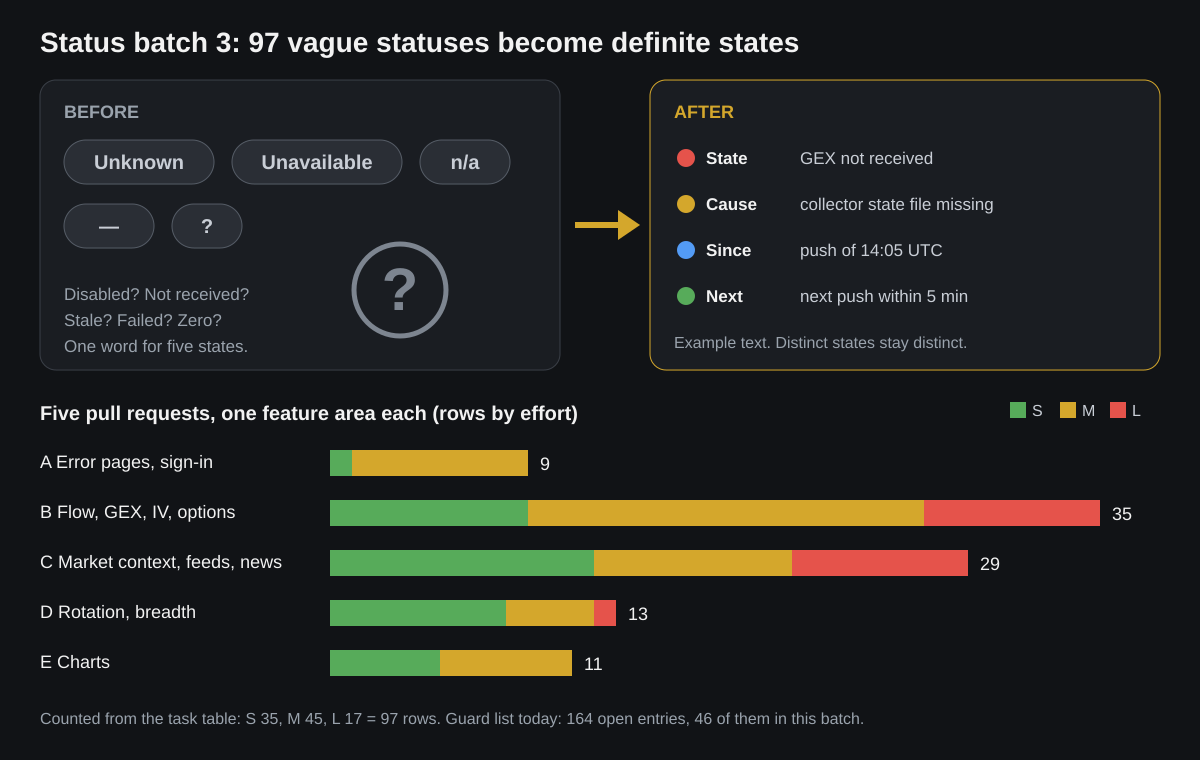 Status batch 3: 97 vague statuses become definite states
BEFORE
Unknown
Unavailable
n/a
—
?
?
Disabled? Not received?
Stale? Failed? Zero?
One word for five states.
AFTER
State GEX not received
Cause collector state file missing
Since push of 14:05 UTC
Next next push within 5 min
Example text. Distinct states stay distinct.
Five pull requests, one feature area each (rows by effort)
S M L
A Error pages, sign-in 9
B Flow, GEX, IV, options 35
C Market context, feeds, news 29
D Rotation, breadth 13
E Charts 11
Counted from the task table: S 35, M 45, L 17 = 97 rows. Guard list today: 164 open entries, 46 of them in this batch.